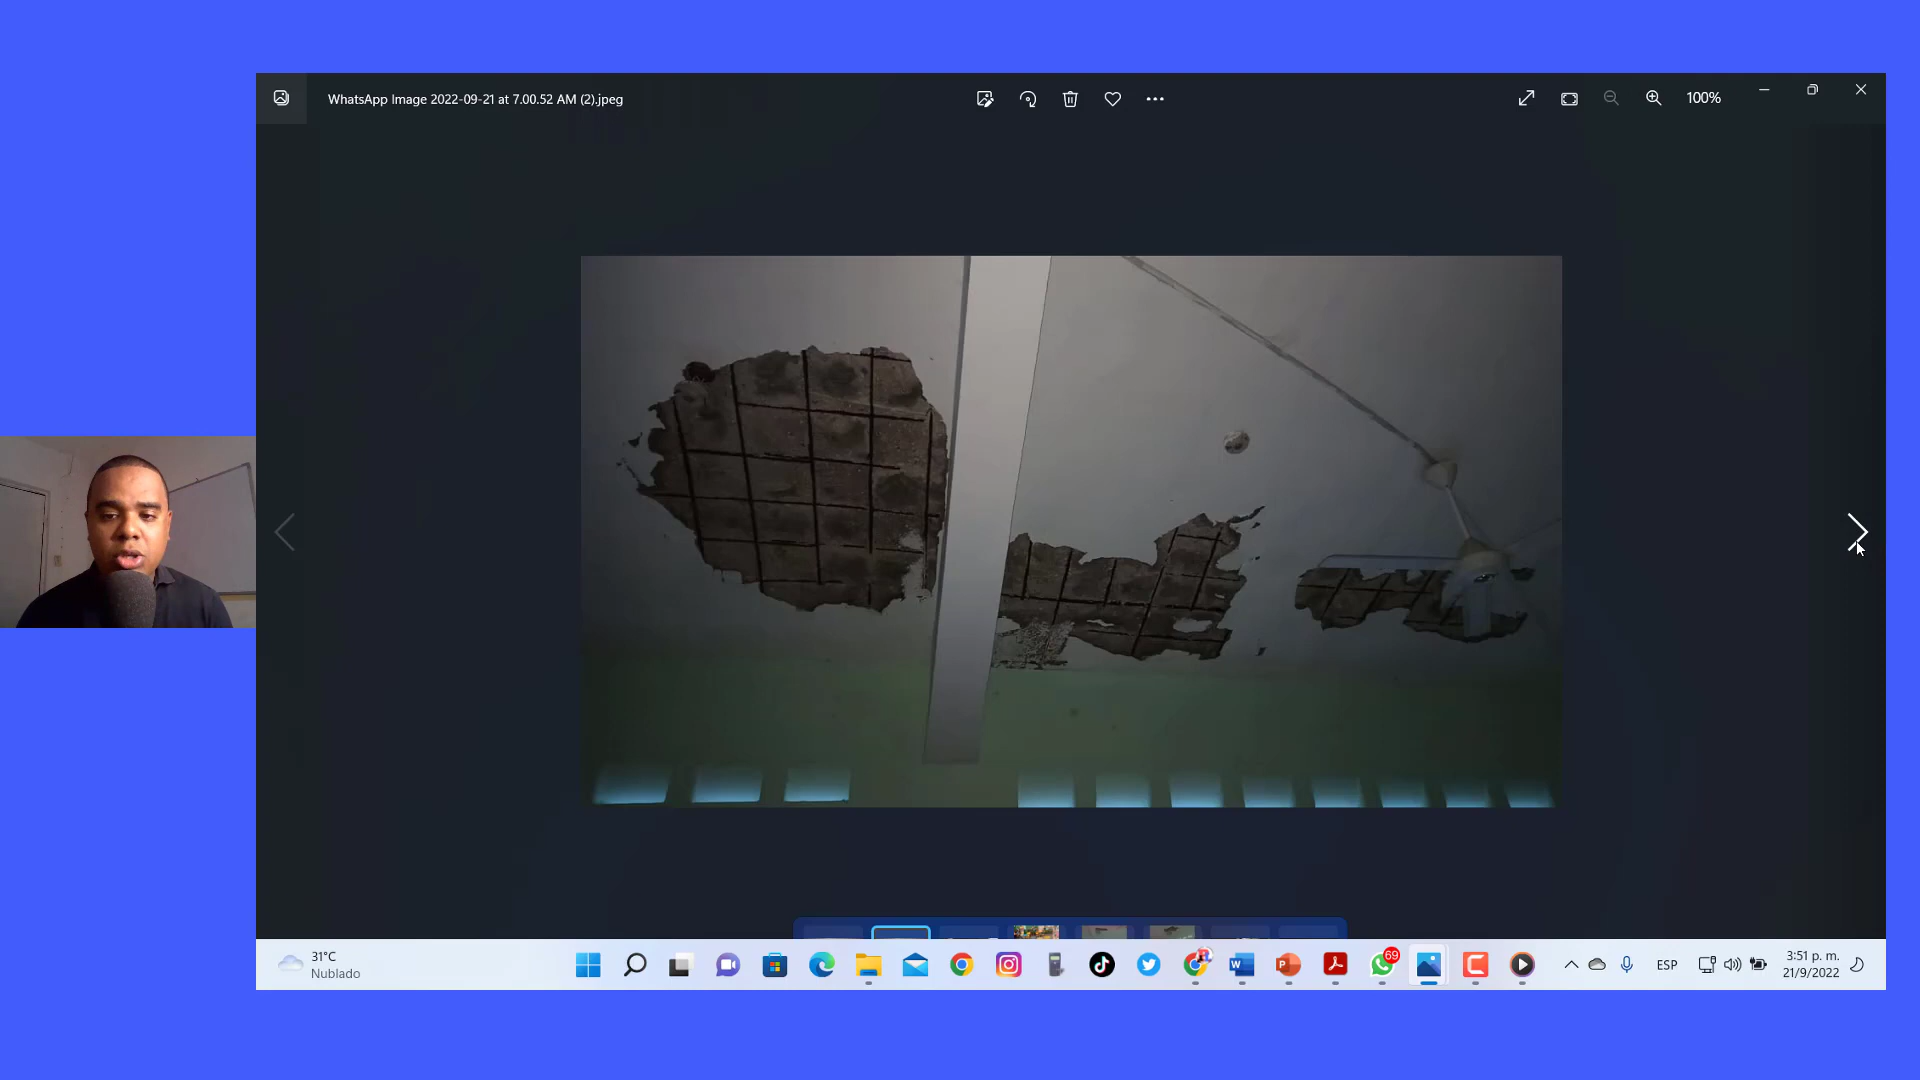 WhatsApp Image 2022-09-21 at 7.00.52 AM (2).jpeg
100%
31°C
Nublado
69
ESP
3:51 p. m.
21/9/2022